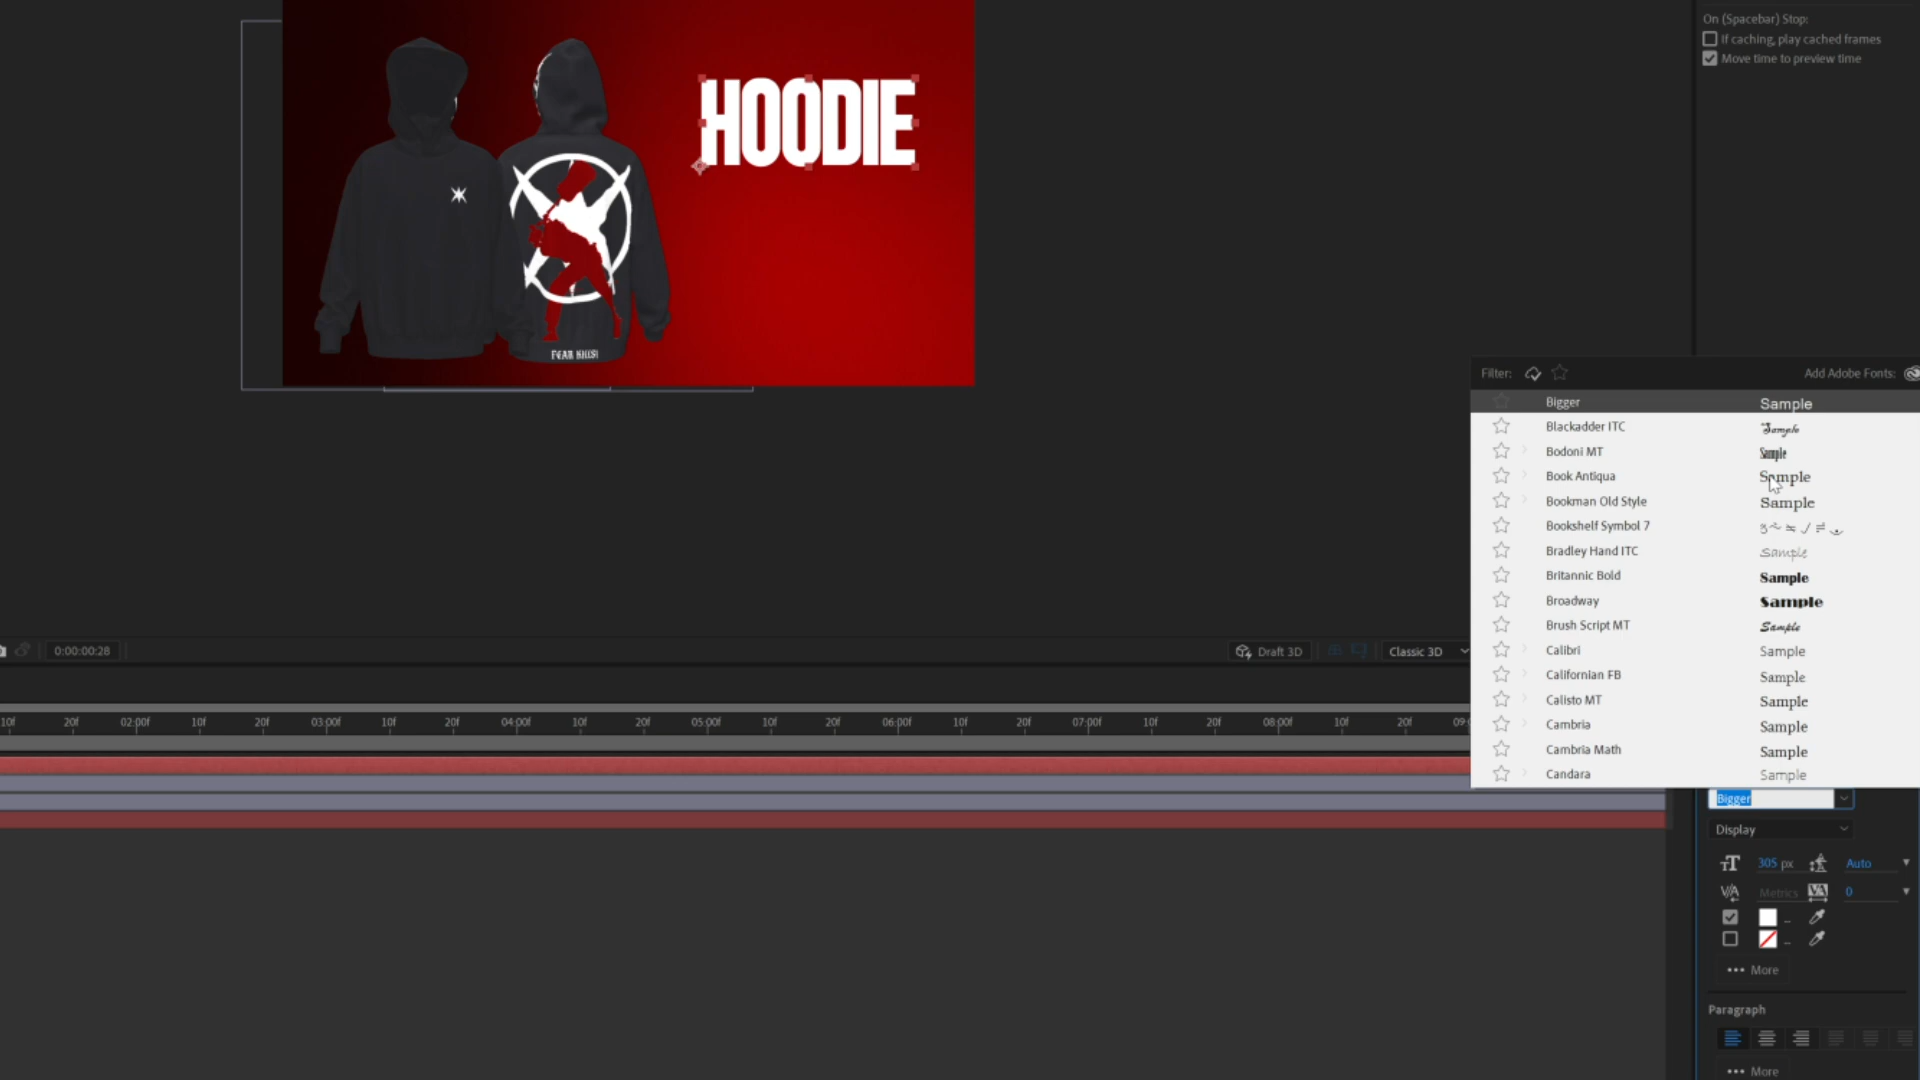 On (Spacebar) Stop:
If caching, play cached frames
Move time to preview time
HOODIE
FEAR KILLS!
Filter:
Add Adobe Fonts:
Bigger Sample
Blackadder ITC Sample
Bodoni MT Sample
Book Antiqua Sample
Bookman Old Style Sample
Bookshelf Symbol 7
Bradley Hand ITC Sample
Britannic Bold Sample
Broadway Sample
Brush Script MT Sample
Calibri Sample
Californian FB Sample
Calisto MT Sample
Cambria Sample
Cambria Math Sample
Candara Sample
0:00:00:28
Draft 3D
Classic 3D
10f 20f 02:00f 10f 20f 03:00f 10f 20f 04:00f 10f 20f 05:00f 10f 20f 06:00f 10f 20f 07:00f 10f 20f 08:00f 10f 20f
Bigger
Display
305 px Auto
Metrics 0
More
Paragraph
More